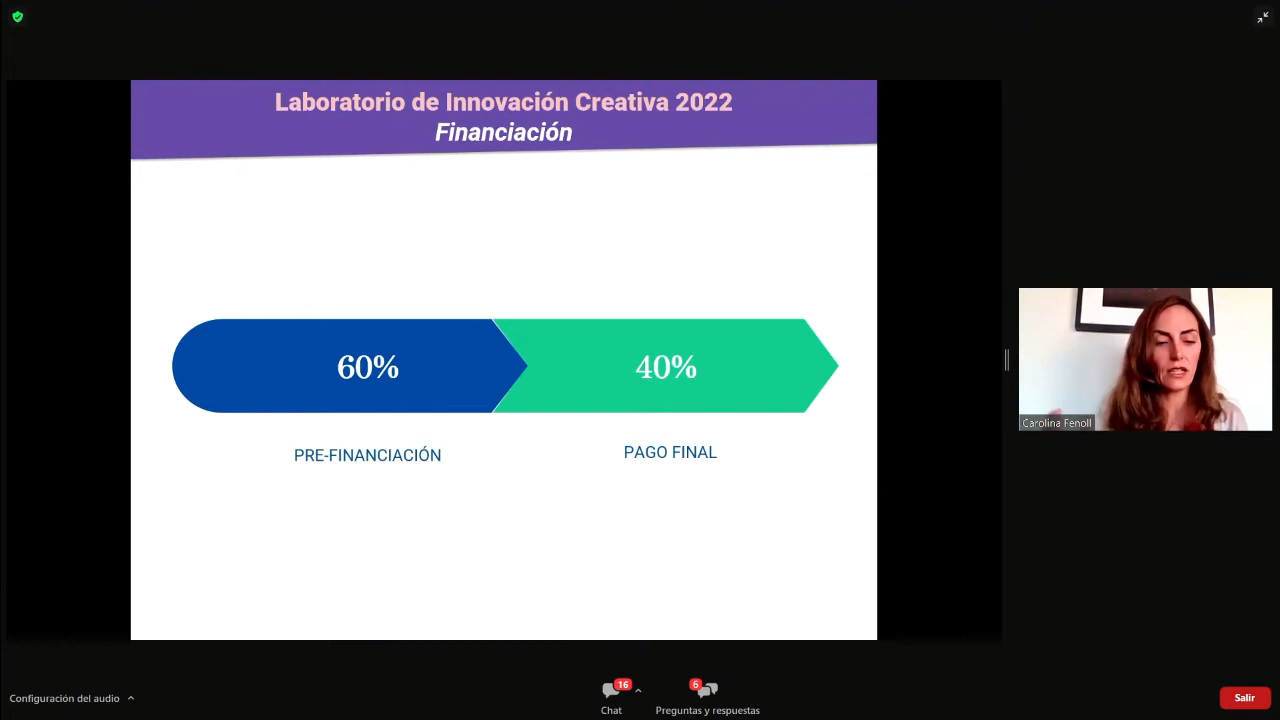 Laboratorio de Innovación Creativa 2022
Financiación
60%
40%
PRE-FINANCIACIÓN
PAGO FINAL
Carolina Fenoll
Configuración del audio
16
Chat
6
Preguntas y respuestas
Salir